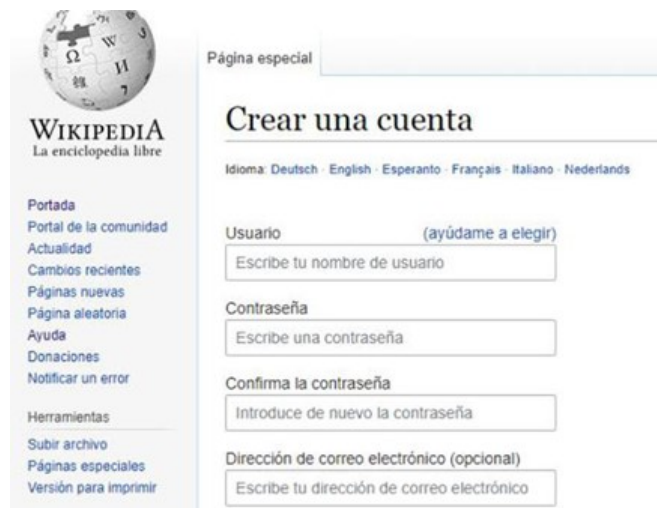 WIKIPEDIA
La enciclopedia libre
Portada
Portal de la comunidad
Actualidad
Cambios recientes
Páginas nuevas
Página aleatoria
Ayuda
Donaciones
Notificar un error
Herramientas
Subir archivo
Páginas especiales
Versión para imprimir
Página especial
Crear una cuenta
Idioma: Deutsch · English · Esperanto · Français · Italiano · Nederlands
Usuario (ayúdame a elegir)
Escribe tu nombre de usuario
Contraseña
Escribe una contraseña
Confirma la contraseña
Introduce de nuevo la contraseña
Dirección de correo electrónico (opcional)
Escribe tu dirección de correo electrónico